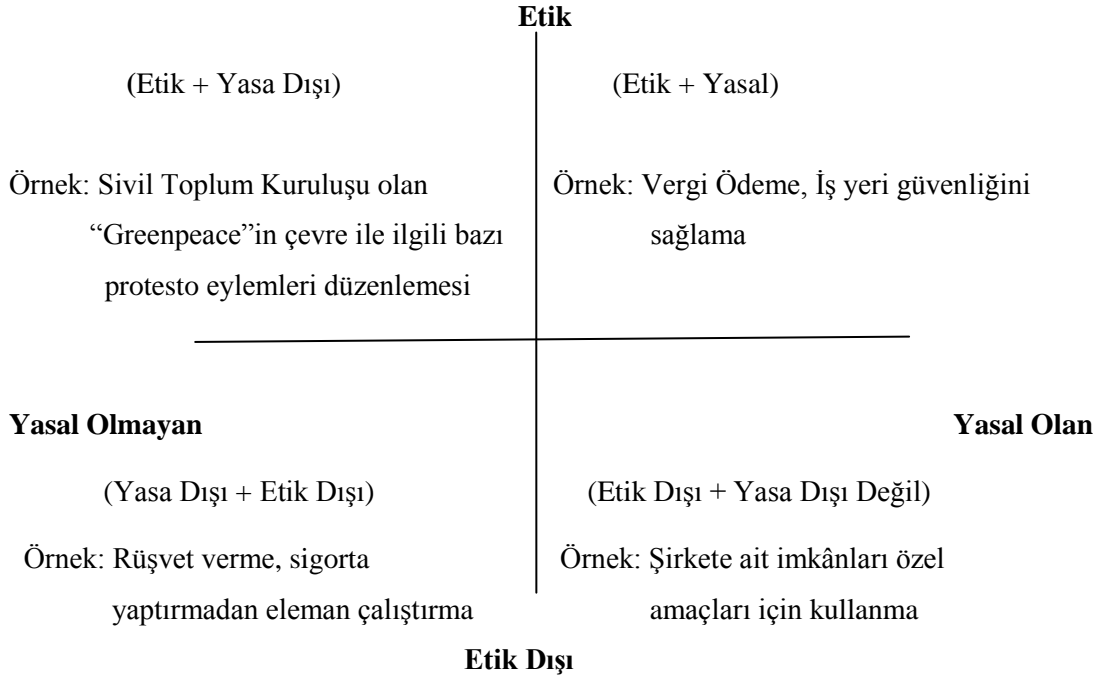 Etik
(Etik + Yasa Dışı)
(Etik + Yasal)
Örnek: Sivil Toplum Kuruluşu olan
“Greenpeace”in çevre ile ilgili bazı
protesto eylemleri düzenlemesi
Örnek: Vergi Ödeme, İş yeri güvenliğini
sağlama
Yasal Olmayan
Yasal Olan
(Yasa Dışı + Etik Dışı)
Örnek: Rüşvet verme, sigorta
yaptırmadan eleman çalıştırma
(Etik Dışı + Yasa Dışı Değil)
Örnek: Şirkete ait imkânları özel
amaçları için kullanma
Etik Dışı